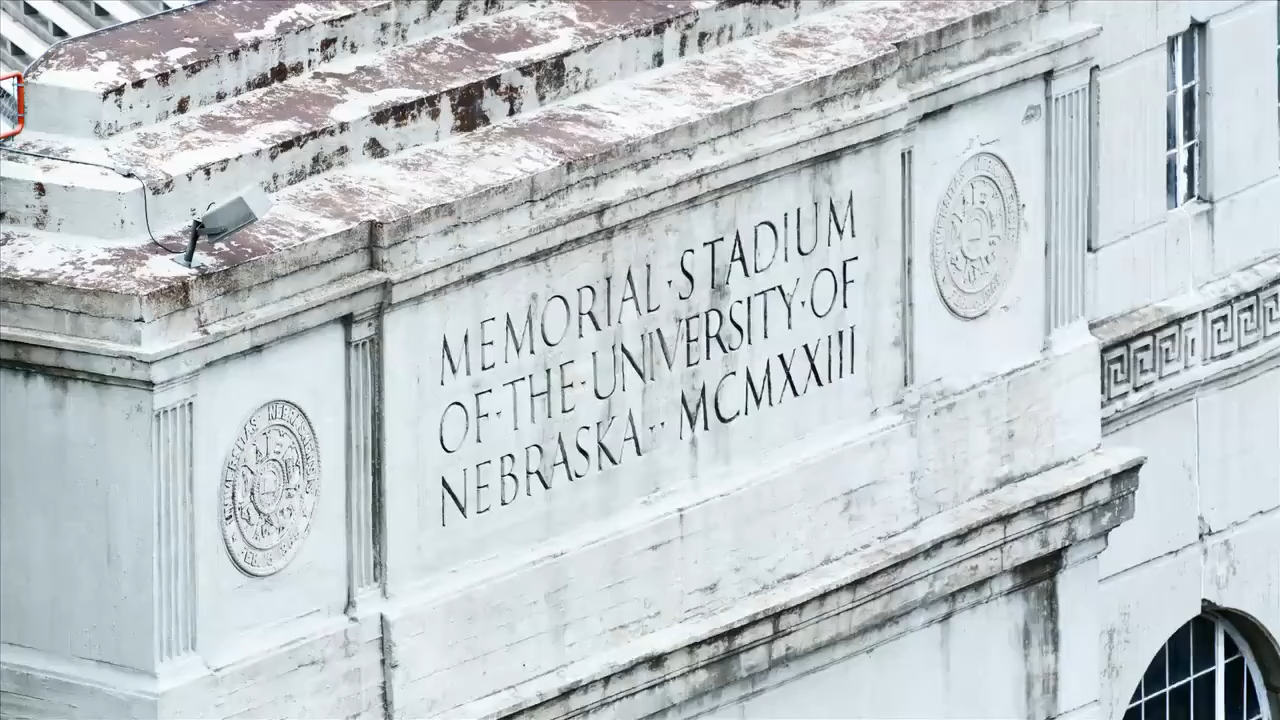 MEMORIAL·STADIUM
OF·THE·UNIVERSITY·OF
NEBRASKA·· MCMXXIII